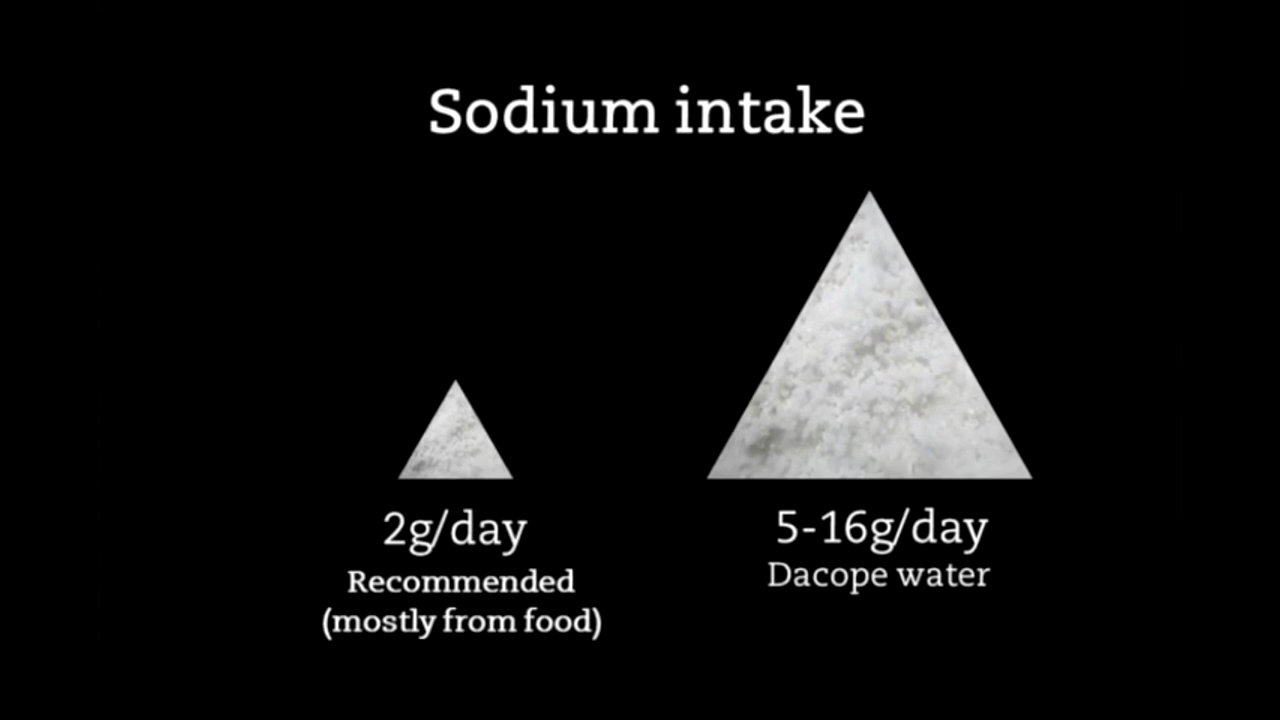 Sodium intake
2g/day
Recommended
(mostly from food)
5-16g/day
Dacope water